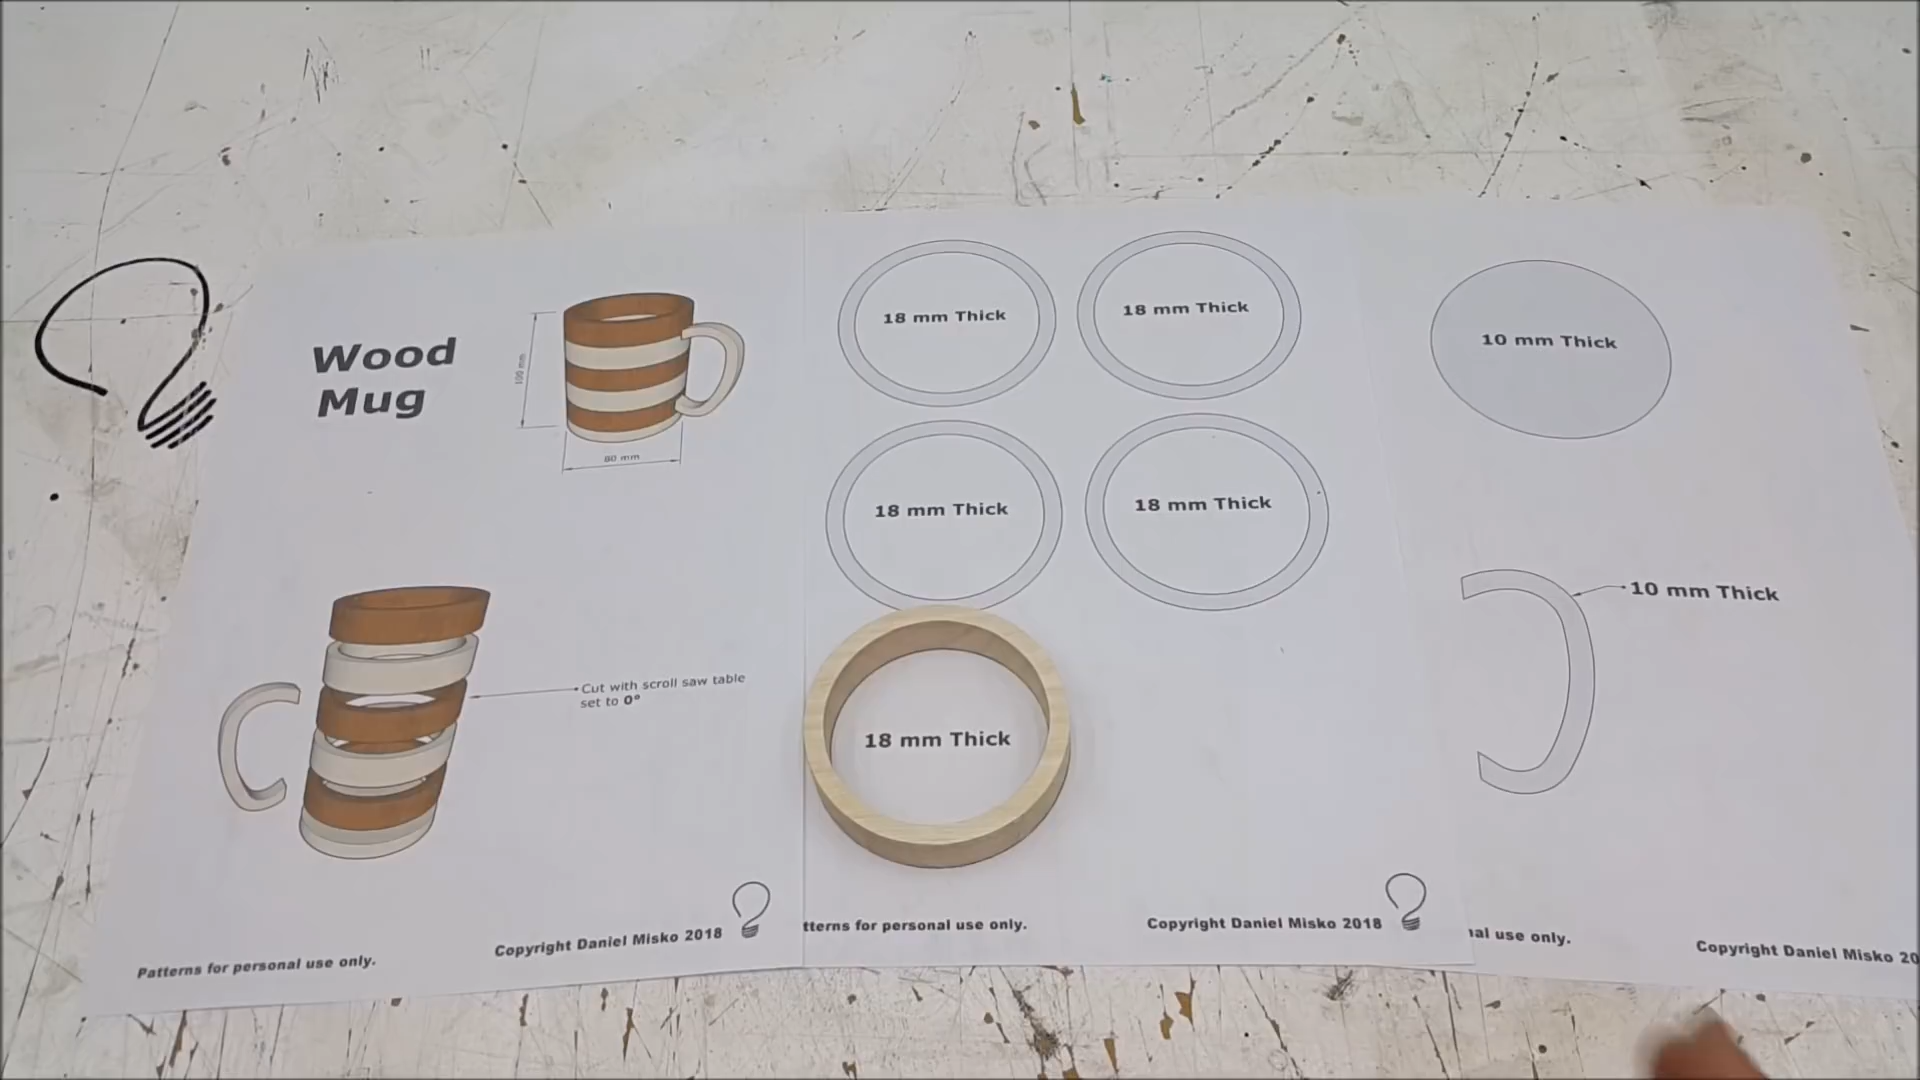 Wood
Mug
100 mm
80 mm
Cut with scroll saw table
set to 0°
Patterns for personal use only.
Copyright Daniel Misko 2018
18 mm Thick
18 mm Thick
18 mm Thick
18 mm Thick
18 mm Thick
tterns for personal use only.
Copyright Daniel Misko 2018
10 mm Thick
10 mm Thick
nal use only.
Copyright Daniel Misko 20